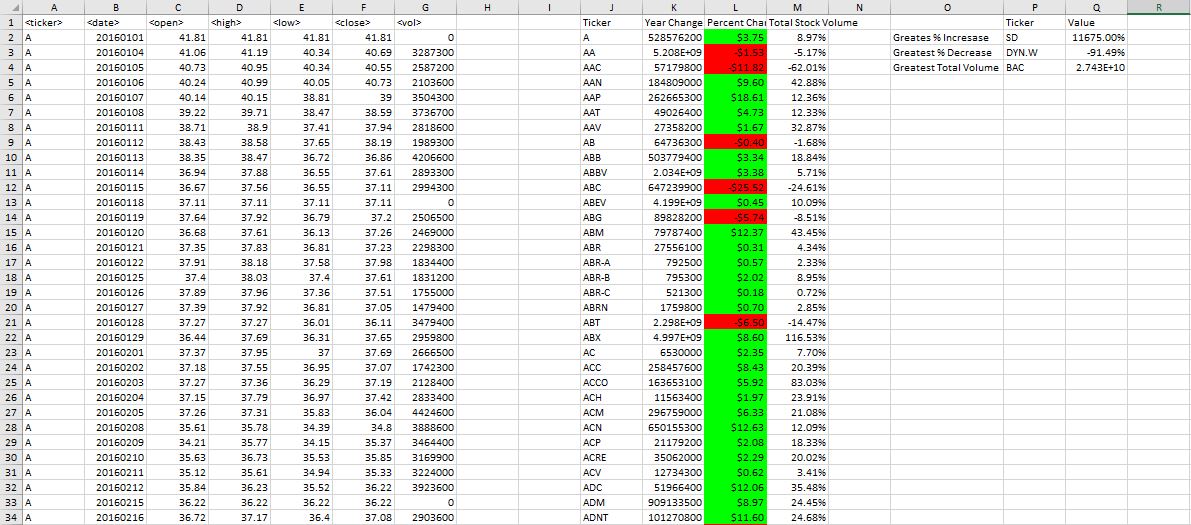 A B C D E F G H I J K L M N O P Q R
1 <ticker> <date> <open> <high> <low> <close> <vol> Ticker Year Change Percent Chan Total Stock Volume Ticker Value
2 A 20160101 41.81 41.81 41.81 41.81 0 A 528576200 $3.75 8.97% Greates % Incresase SD 11675.00%
3 A 20160104 41.06 41.19 40.34 40.69 3287300 AA 5.208E+09 -$1.53 -5.17% Greatest % Decrease DYN.W -91.49%
4 A 20160105 40.73 40.95 40.34 40.55 2587200 AAC 57179800 -$11.82 -62.01% Greatest Total Volume BAC 2.743E+10
5 A 20160106 40.24 40.99 40.05 40.73 2103600 AAN 184809000 $9.60 42.88%
6 A 20160107 40.14 40.15 38.81 39 3504300 AAP 262665300 $18.61 12.36%
7 A 20160108 39.22 39.71 38.47 38.59 3736700 AAT 49026400 $4.73 12.33%
8 A 20160111 38.71 38.9 37.41 37.94 2818600 AAV 27358200 $1.67 32.87%
9 A 20160112 38.43 38.58 37.65 38.19 1989300 AB 64736300 -$0.40 -1.68%
10 A 20160113 38.35 38.47 36.72 36.86 4206600 ABB 503779400 $3.34 18.84%
11 A 20160114 36.94 37.88 36.55 37.61 2893300 ABBV 2.034E+09 $3.38 5.71%
12 A 20160115 36.67 37.56 36.55 37.11 2994300 ABC 647239900 -$25.52 -24.61%
13 A 20160118 37.11 37.11 37.11 37.11 0 ABEV 4.199E+09 $0.45 10.09%
14 A 20160119 37.64 37.92 36.79 37.2 2506500 ABG 89828200 -$5.74 -8.51%
15 A 20160120 36.68 37.61 36.13 37.26 2469000 ABM 79787400 $12.37 43.45%
16 A 20160121 37.35 37.83 36.81 37.23 2298300 ABR 27556100 $0.31 4.34%
17 A 20160122 37.91 38.18 37.58 37.98 1834400 ABR-A 792500 $0.57 2.33%
18 A 20160125 37.4 38.03 37.4 37.61 1831200 ABR-B 795300 $2.02 8.95%
19 A 20160126 37.89 37.96 37.36 37.51 1755000 ABR-C 521300 $0.18 0.72%
20 A 20160127 37.39 37.92 36.81 37.05 1479400 ABRN 1759800 $0.70 2.85%
21 A 20160128 37.27 37.27 36.01 36.11 3479400 ABT 2.298E+09 -$6.50 -14.47%
22 A 20160129 36.44 37.69 36.31 37.65 2959800 ABX 4.997E+09 $8.60 116.53%
23 A 20160201 37.37 37.95 37 37.69 2666500 AC 6530000 $2.35 7.70%
24 A 20160202 37.18 37.55 36.95 37.07 1742300 ACC 258457600 $8.43 20.39%
25 A 20160203 37.27 37.36 36.29 37.19 2128400 ACCO 163653100 $5.92 83.03%
26 A 20160204 37.15 37.79 36.97 37.42 2833400 ACH 11563400 $1.97 23.91%
27 A 20160205 37.26 37.31 35.83 36.04 4424600 ACM 296759000 $6.33 21.08%
28 A 20160208 35.61 35.78 34.39 34.8 3888600 ACN 650155300 $12.63 12.09%
29 A 20160209 34.21 35.77 34.15 35.37 3464400 ACP 21179200 $2.08 18.33%
30 A 20160210 35.63 36.73 35.53 35.85 3169900 ACRE 35062000 $2.29 20.02%
31 A 20160211 35.12 35.61 34.94 35.33 3224000 ACV 12734300 $0.62 3.41%
32 A 20160212 35.84 36.23 35.52 36.22 3923600 ADC 51966400 $12.06 35.48%
33 A 20160215 36.22 36.22 36.22 36.22 0 ADM 909133500 $8.97 24.45%
34 A 20160216 36.72 37.17 36.4 37.08 2903600 ADNT 101270800 $11.60 24.68%